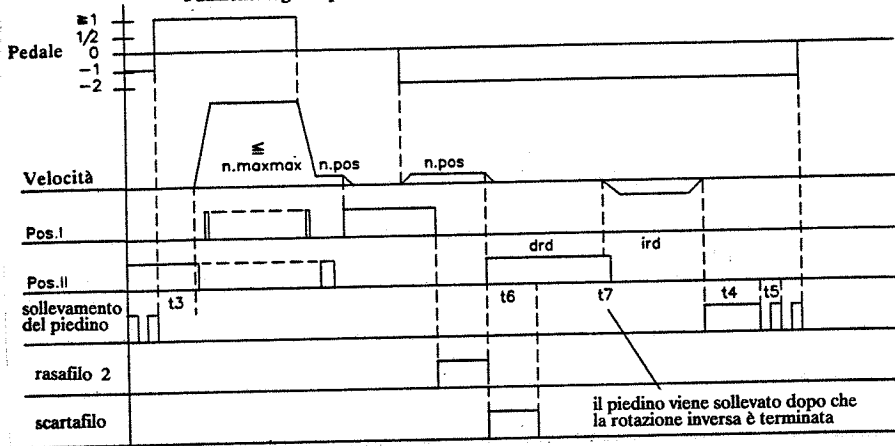 ≧1
1/2
Pedale 0
−1
−2
≦
n.maxmax n.pos n.pos
Velocità
Pos.I
drd ird
Pos.II
t3 t6 t7 t4 t5
sollevamento
del piedino
rasafilo 2
il piedino viene sollevato dopo che
la rotazione inversa è terminata
scartafilo